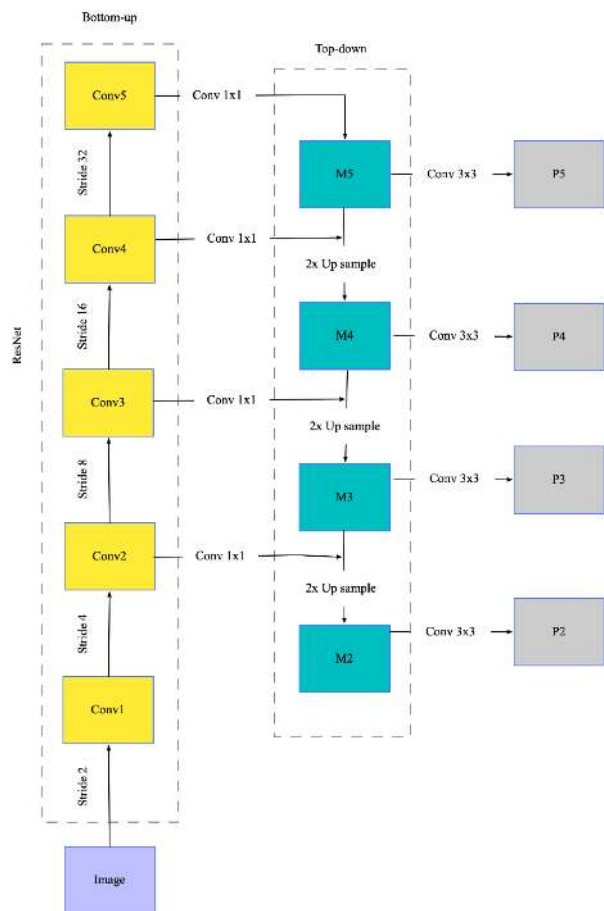 Bottom-up
Top-down
Conv5
Conv 1x1
M5
Conv 3x3
P5
Stride 32
Conv4
Conv 1x1
2x Up sample
Stride 16
ResNet
M4
Conv 3x3
P4
Conv3
Conv 1x1
2x Up sample
Stride 8
M3
Conv 3x3
P3
Conv2
Conv 1x1
2x Up sample
Stride 4
M2
Conv 3x3
P2
Conv1
Stride 2
Image